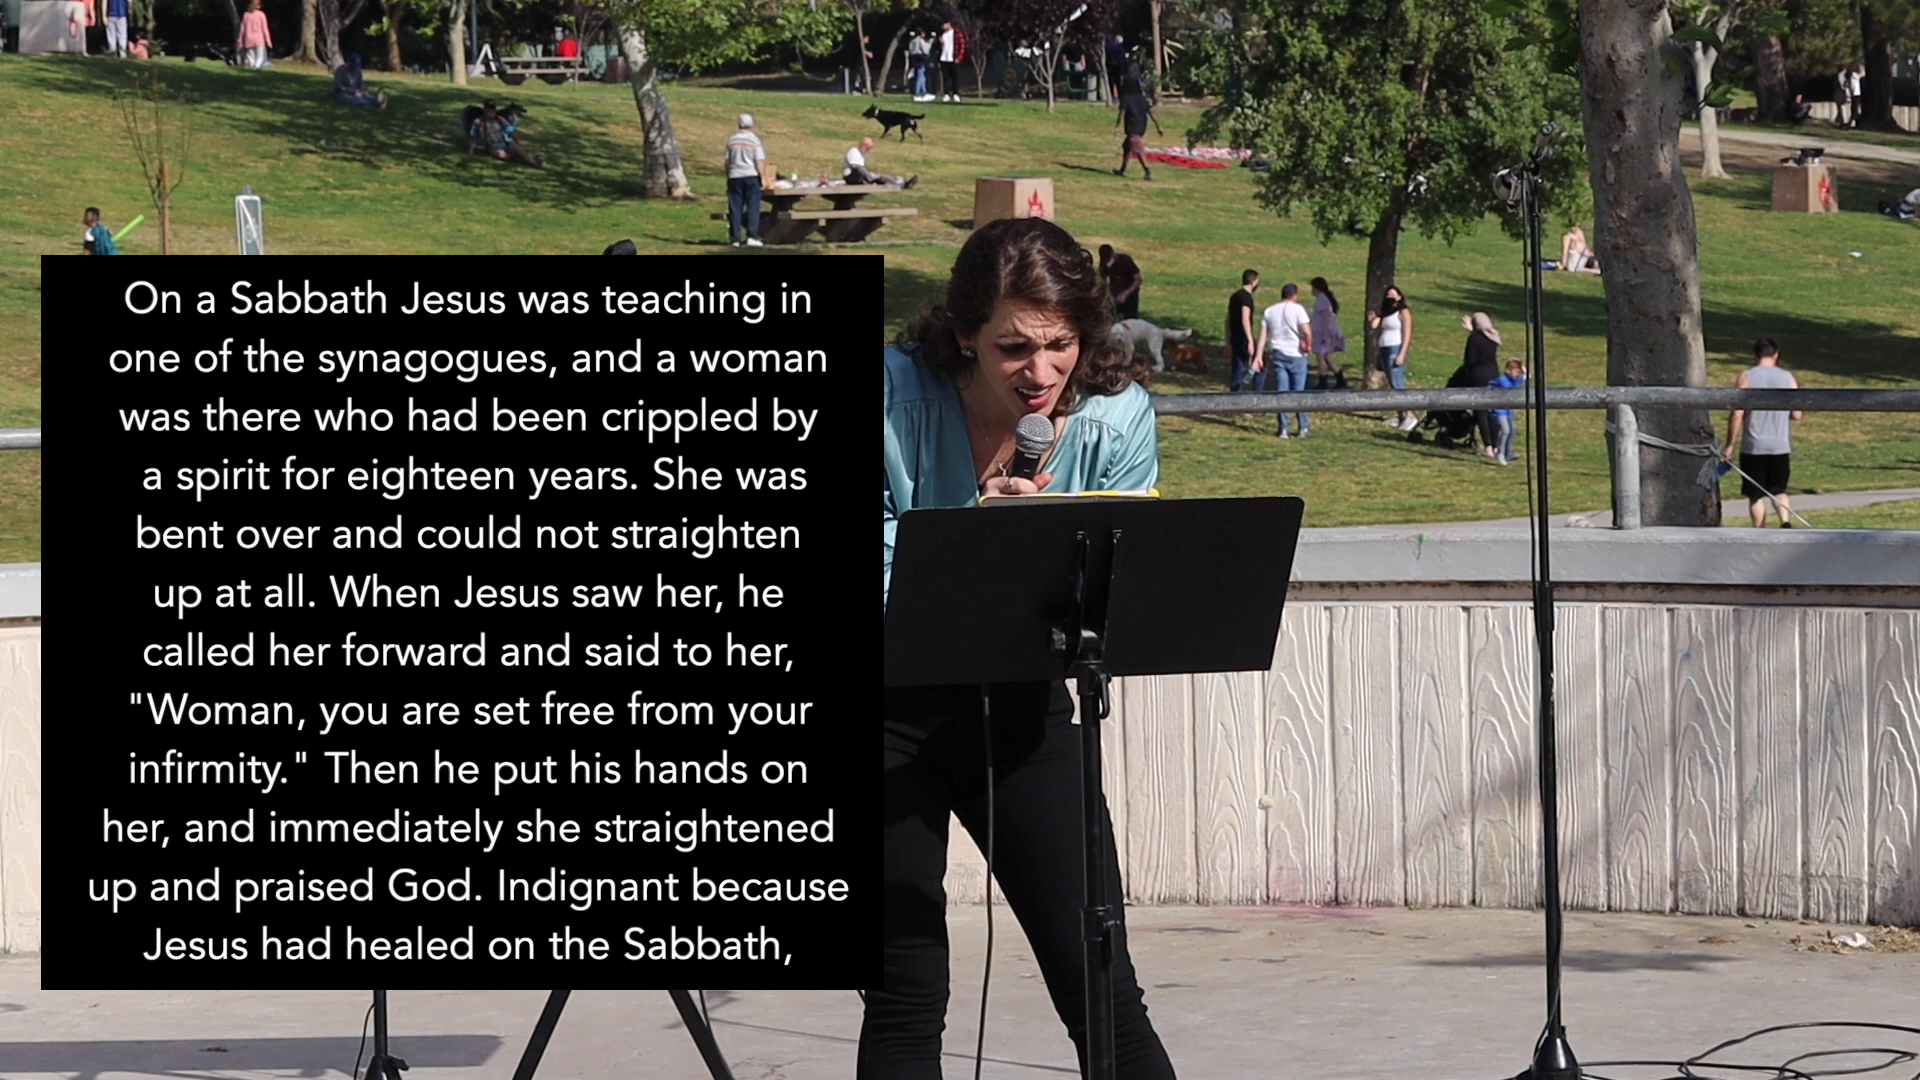 On a Sabbath Jesus was teaching in
one of the synagogues, and a woman
was there who had been crippled by
a spirit for eighteen years. She was
bent over and could not straighten
up at all. When Jesus saw her, he
called her forward and said to her,
"Woman, you are set free from your
infirmity." Then he put his hands on
her, and immediately she straightened
up and praised God. Indignant because
Jesus had healed on the Sabbath,